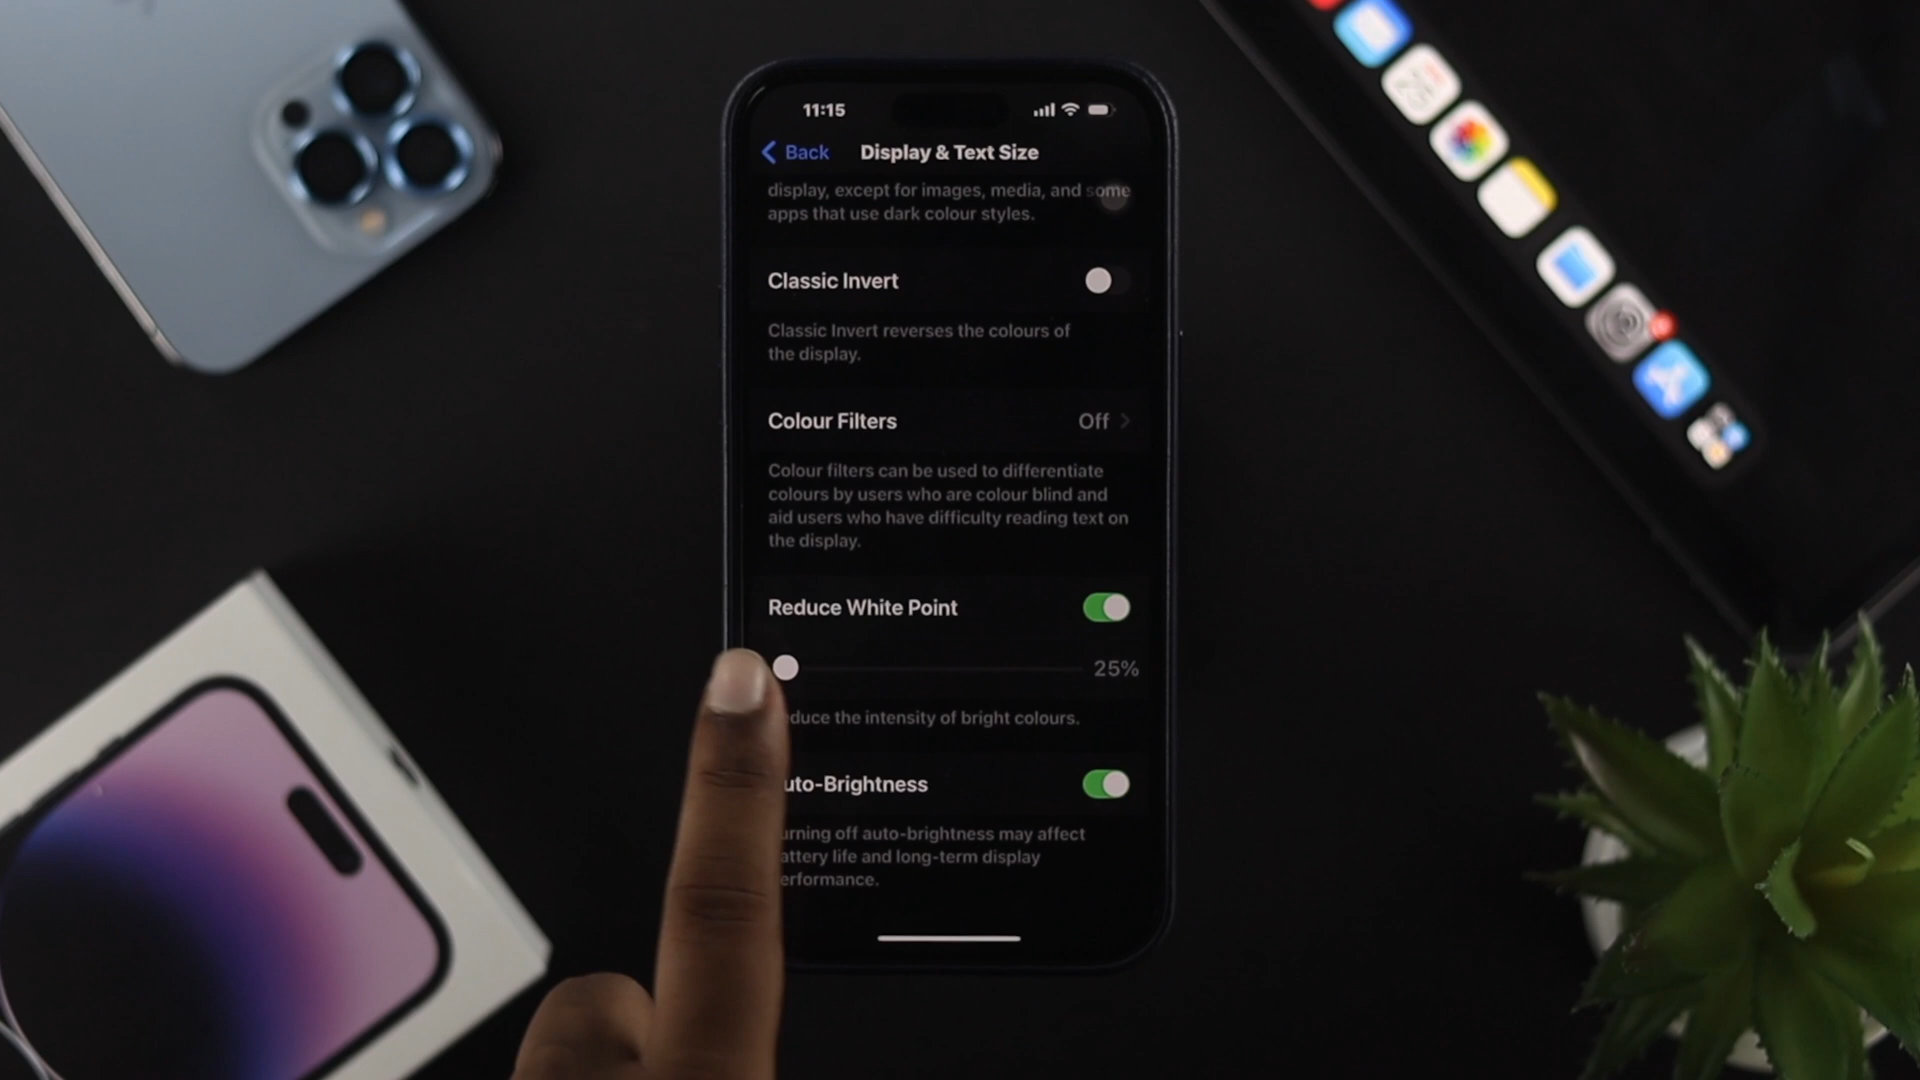 11:15
Back Display & Text Size
display, except for images, media, and some
apps that use dark colour styles.
Classic Invert
Classic Invert reverses the colours of
the display.
Colour Filters Off
Colour filters can be used to differentiate
colours by users who are colour blind and
aid users who have difficulty reading text on
the display.
Reduce White Point
25%
educe the intensity of bright colours.
uto-Brightness
urning off auto-brightness may affect
attery life and long-term display
erformance.